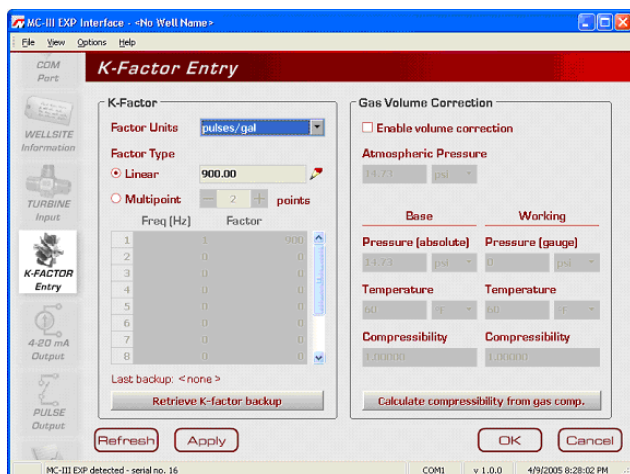 MC-III EXP Interface - <No Well Name>
File View Options Help
COM
Port
WELLSITE
Information
TURBINE
Input
K-FACTOR
Entry
4-20 mA
Output
PULSE
Output
K-Factor Entry
K-Factor
Factor Units pulses/gal
Factor Type
Linear 900.00
Multipoint 2 points
Freq (Hz) Factor
1 1 900
2 0 0
3 0 0
4 0 0
5 0 0
6 0 0
7 0 0
8 0 0
Last backup: < none >
Retrieve K-factor backup
Gas Volume Correction
Enable volume correction
Atmospheric Pressure
14.73 psi
Base Working
Pressure (absolute) Pressure (gauge)
14.73 psi 0 psi
Temperature Temperature
60 °F 60 °F
Compressibility Compressibility
1.00000 1.00000
Calculate compressibility from gas comp.
Refresh Apply OK Cancel
MC-III EXP detected - serial no. 16 COM1 v 1.0.0 4/9/2005 8:28:02 PM